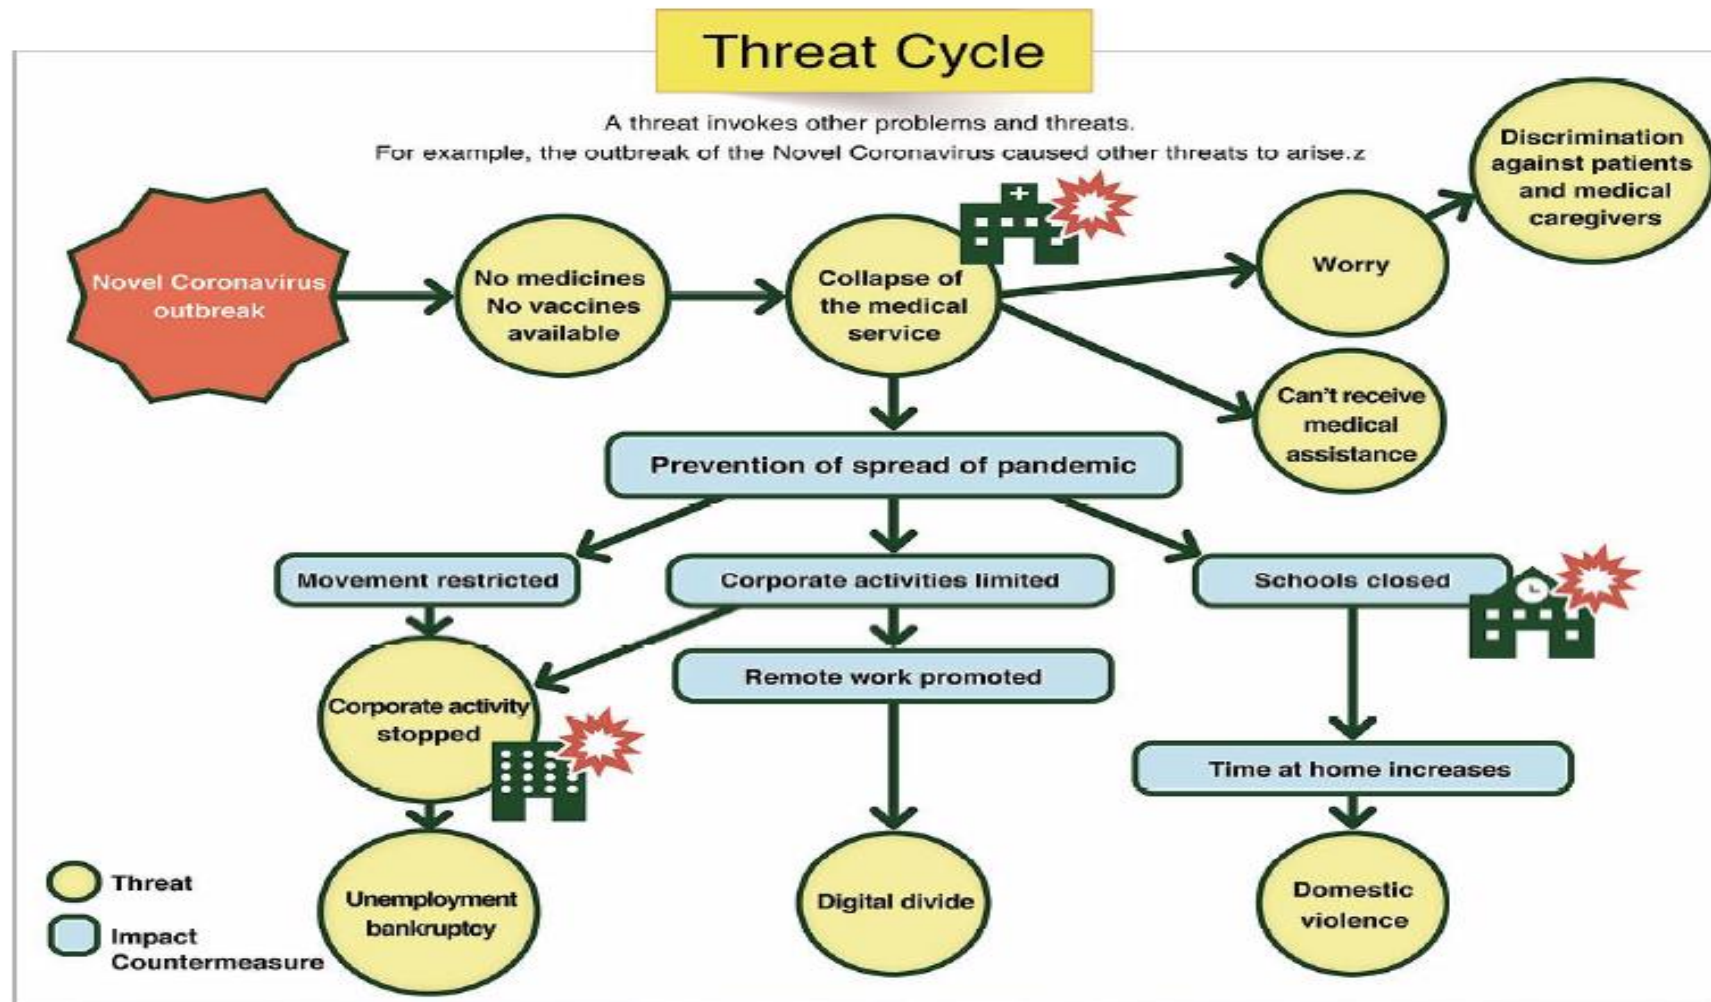 Threat Cycle
A threat invokes other problems and threats.
For example, the outbreak of the Novel Coronavirus caused other threats to arise.z
Discrimination
against patients
and medical
caregivers
Novel Coronavirus
outbreak
No medicines
No vaccines
available
Collapse of
the medical
service
Worry
Can't receive
medical
assistance
Prevention of spread of pandemic
Movement restricted
Corporate activities limited
Schools closed
Corporate activity
stopped
Remote work promoted
Time at home increases
Unemployment
bankruptcy
Digital divide
Domestic
violence
Threat
Impact
Countermeasure